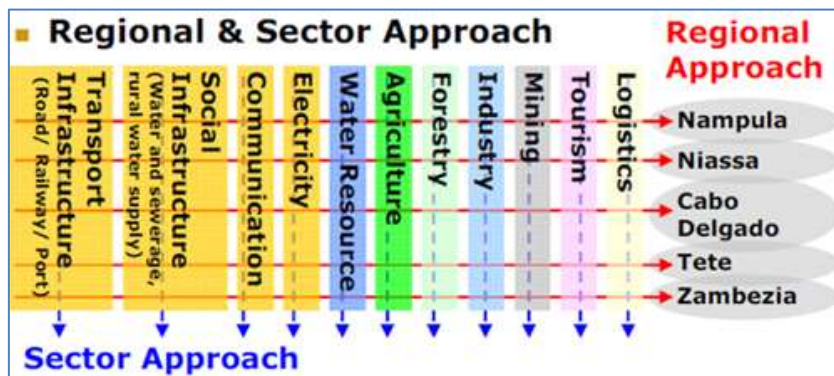 Regional & Sector Approach
Regional
Approach
Transport
Infrastructure
(Road/ Railway/ Port)
Social
Infrastructure
(Water and sewerage,
rural water supply)
Communication
Electricity
Water Resource
Agriculture
Forestry
Industry
Mining
Tourism
Logistics
Nampula
Niassa
Cabo
Delgado
Tete
Zambezia
Sector Approach